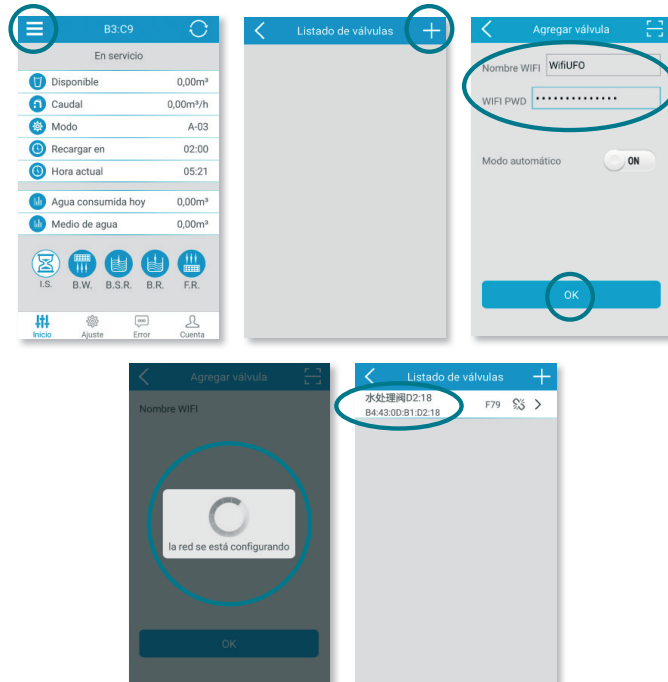 B3:C9
En servicio
Disponible 0,00m³
Caudal 0,00m³/h
Modo A-03
Recargar en 02:00
Hora actual 05:21
Agua consumida hoy 0,00m³
Medio de agua 0,00m³
I.S. B.W. B.S.R. B.R. F.R.
Inicio Ajuste Error Cuenta
Listado de válvulas
Agregar válvula
Nombre WIFI WifiUFO
WIFI PWD ••••••••••••••
Modo automático ON
OK
Agregar válvula
Nombre WIFI
la red se está configurando
OK
Listado de válvulas
水处理阀D2:18
B4:43:0D:B1:D2:18 F79